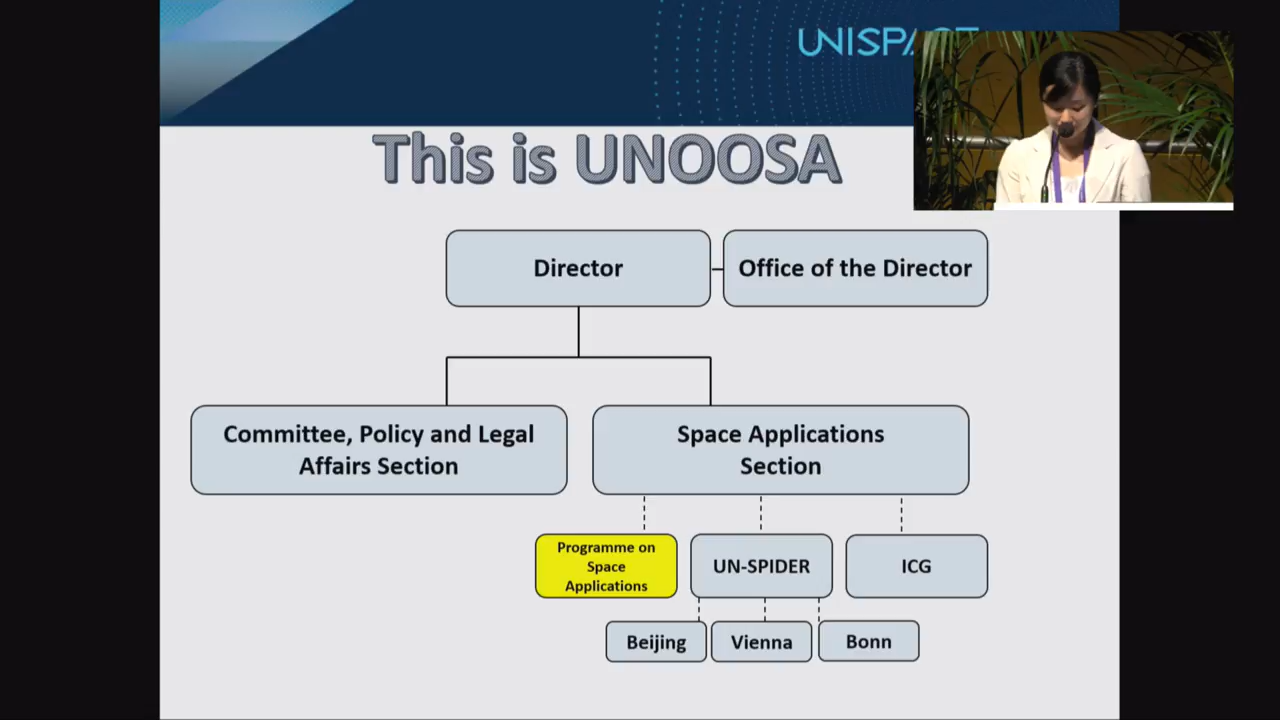 This is UNOOSA
Director
Office of the Director
Committee, Policy and Legal
Affairs Section
Space Applications
Section
Programme on
Space
Applications
UN-SPIDER
ICG
Beijing
Vienna
Bonn